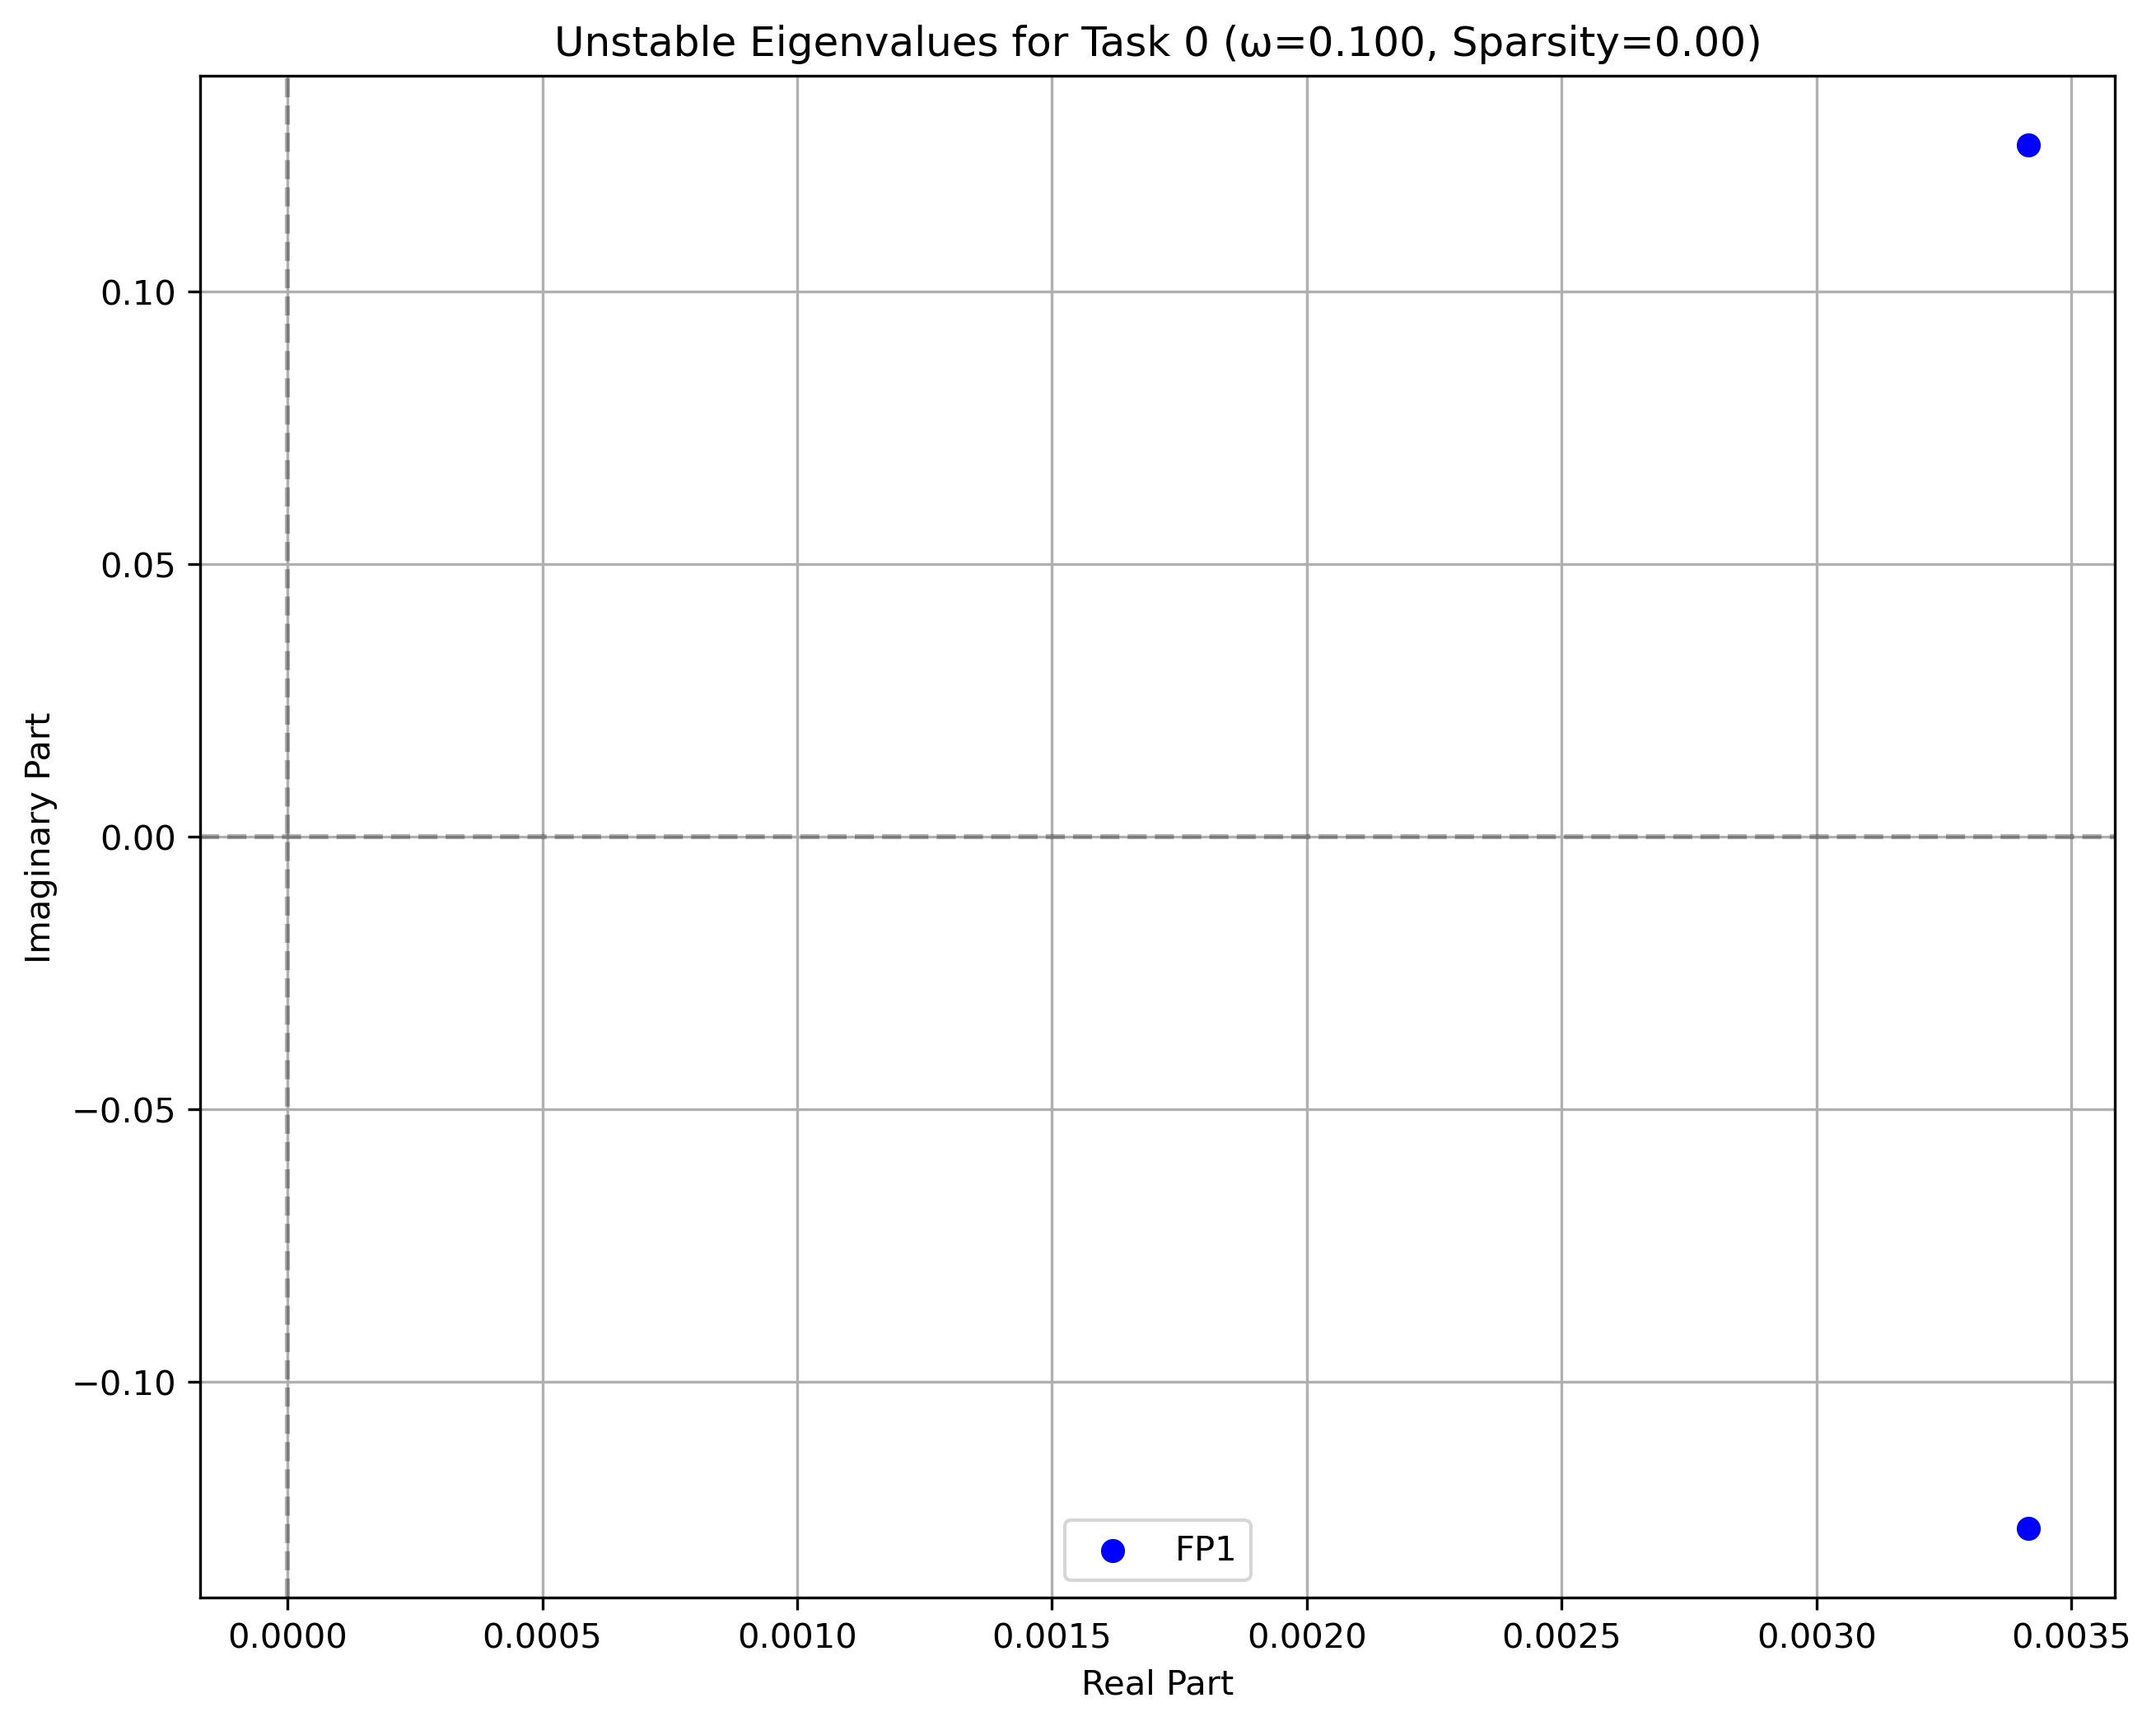 Unstable Eigenvalues for Task 0 (ω=0.100, Sparsity=0.00)
Imaginary Part
0.10
0.05
0.00
−0.05
−0.10
FP1
0.0000 0.0005 0.0010 0.0015 0.0020 0.0025 0.0030 0.0035
Real Part